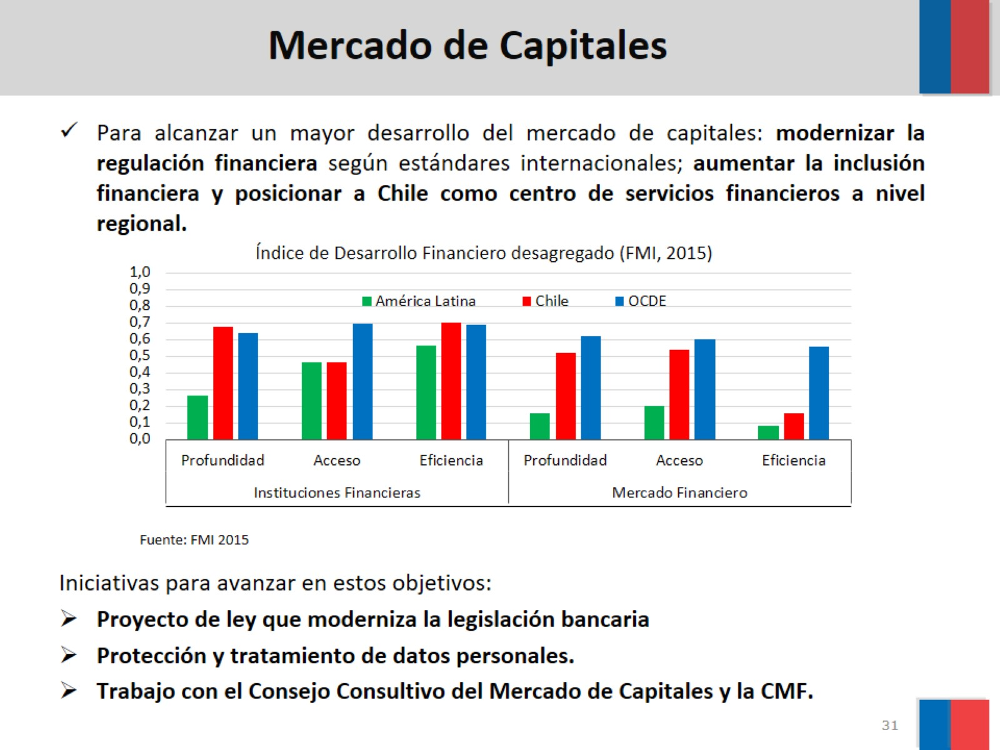 Mercado de Capitales
✓ Para alcanzar un mayor desarrollo del mercado de capitales: modernizar la
regulación financiera según estándares internacionales; aumentar la inclusión
financiera y posicionar a Chile como centro de servicios financieros a nivel
regional.
Índice de Desarrollo Financiero desagregado (FMI, 2015)
1,0
0,9
0,8
0,7
0,6
0,5
0,4
0,3
0,2
0,1
0,0
América Latina Chile OCDE
Profundidad Acceso Eficiencia Profundidad Acceso Eficiencia
Instituciones Financieras Mercado Financiero
Fuente: FMI 2015
Iniciativas para avanzar en estos objetivos:
➢ Proyecto de ley que moderniza la legislación bancaria
➢ Protección y tratamiento de datos personales.
➢ Trabajo con el Consejo Consultivo del Mercado de Capitales y la CMF.
31